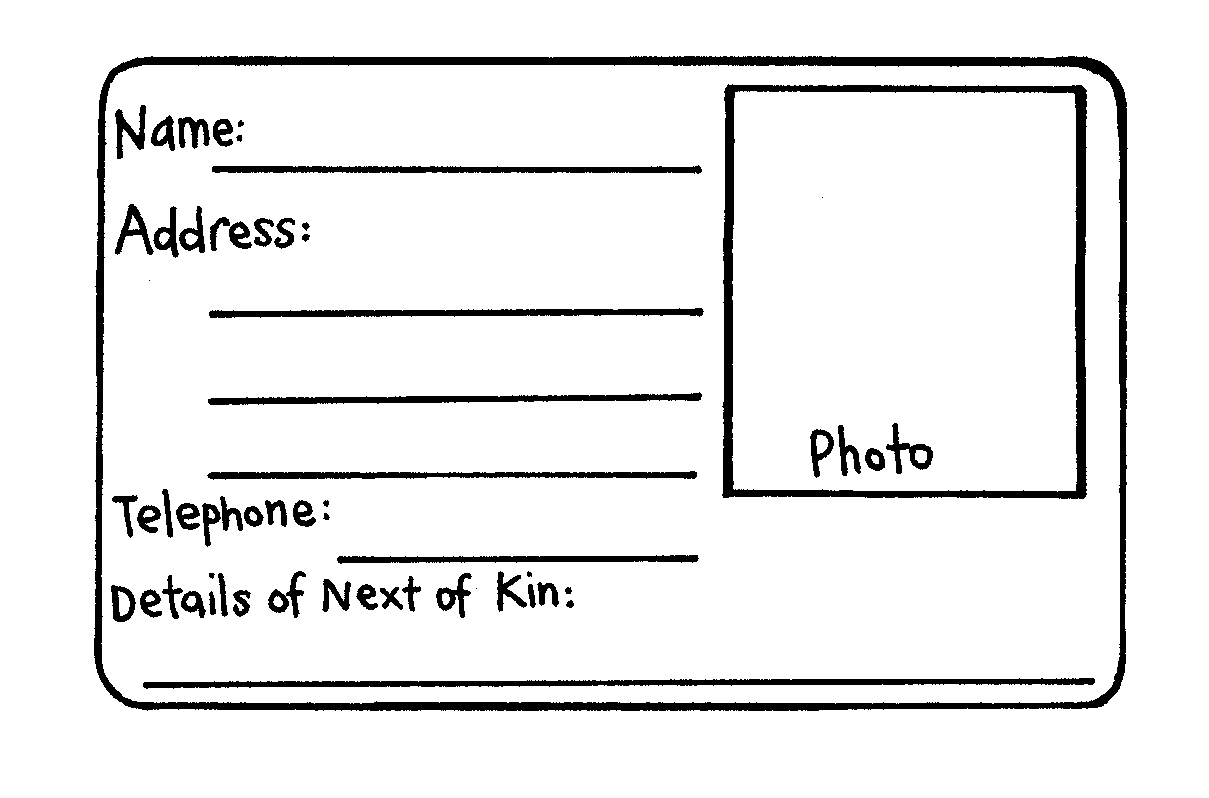 Name:
Address:
Photo
Telephone:
Details of Next of Kin: